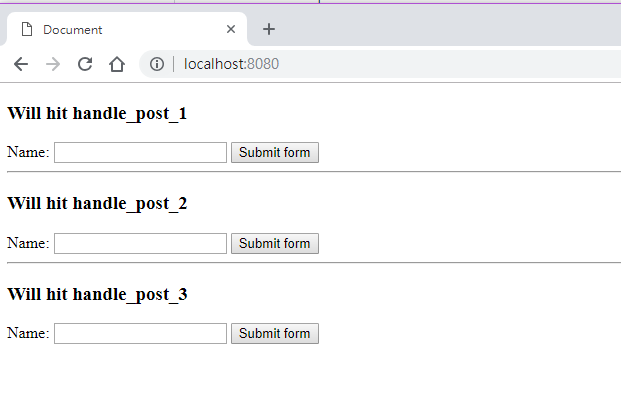 Document
localhost:8080
Will hit handle_post_1
Name: Submit form
Will hit handle_post_2
Name: Submit form
Will hit handle_post_3
Name: Submit form